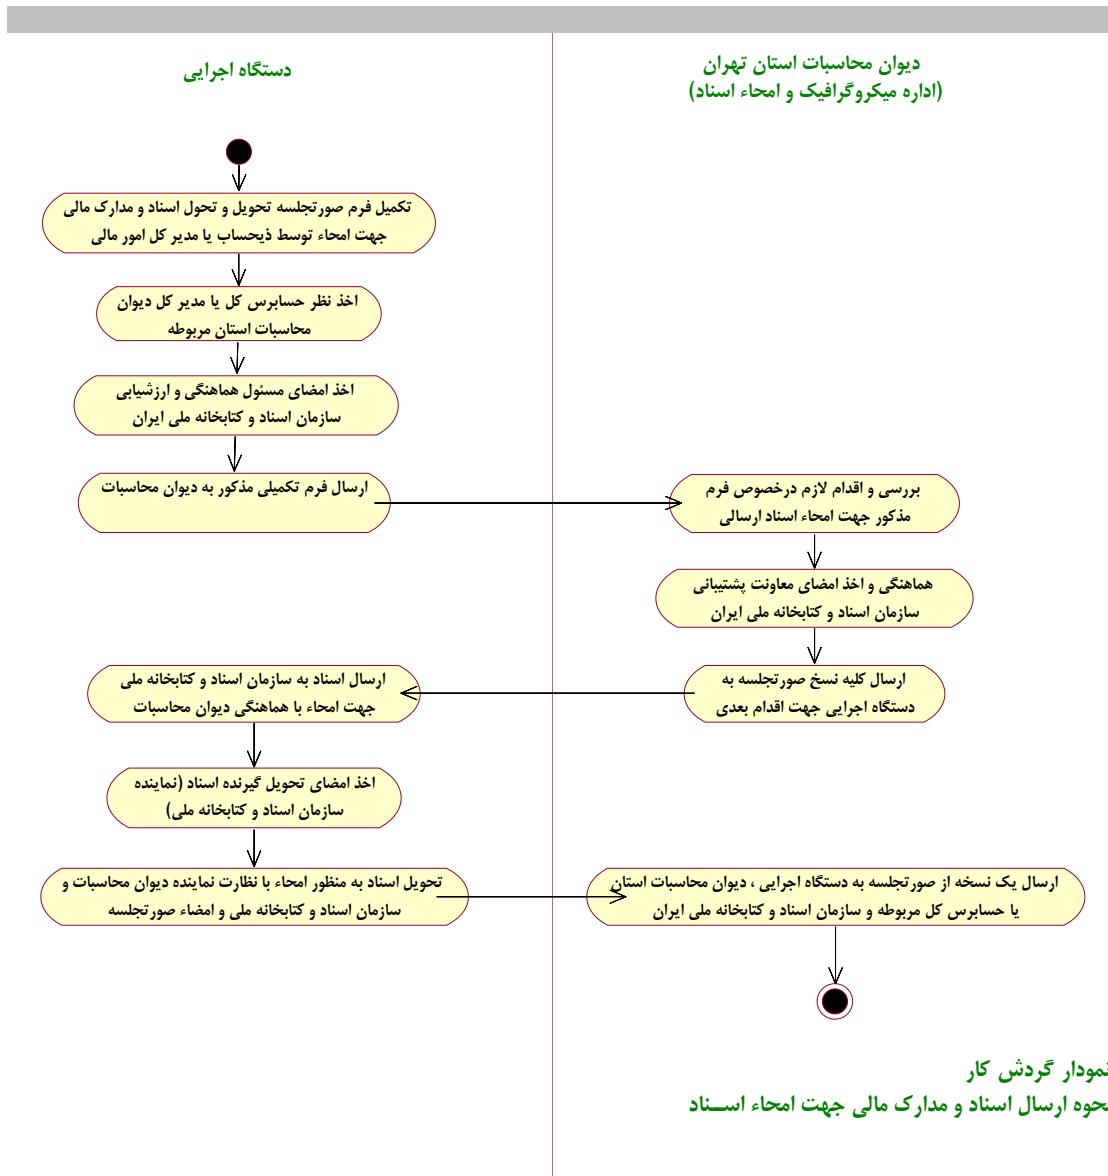 دستگاه اجرایی
دیوان محاسبات استان تهران
(اداره میکروگرافیک و امحاء اسناد)
تکمیل فرم صورتجلسه تحویل و تحول اسناد و مدارک مالی
جهت امحاء توسط ذیحساب یا مدیر کل امور مالی
اخذ نظر حسابرس کل یا مدیر کل دیوان
محاسبات استان مربوطه
اخذ امضای مسئول هماهنگی و ارزشیابی
سازمان اسناد و کتابخانه ملی ایران
ارسال فرم تکمیلی مذکور به دیوان محاسبات
بررسی و اقدام لازم درخصوص فرم
مذکور جهت امحاء اسناد ارسالی
هماهنگی و اخذ امضای معاونت پشتیبانی
سازمان اسناد و کتابخانه ملی ایران
ارسال کلیه نسخ صورتجلسه به
دستگاه اجرایی جهت اقدام بعدی
ارسال اسناد به سازمان اسناد و کتابخانه ملی
جهت امحاء با هماهنگی دیوان محاسبات
اخذ امضای تحویل گیرنده اسناد (نماینده
سازمان اسناد و کتابخانه ملی)
تحویل اسناد به منظور امحاء با نظارت نماینده دیوان محاسبات و
سازمان اسناد و کتابخانه ملی و امضاء صورتجلسه
ارسال یک نسخه از صورتجلسه به دستگاه اجرایی ، دیوان محاسبات استان
یا حسابرس کل مربوطه و سازمان اسناد و کتابخانه ملی ایران
نمودار گردش کار
نحوه ارسال اسناد و مدارک مالی جهت امحاء اســناد